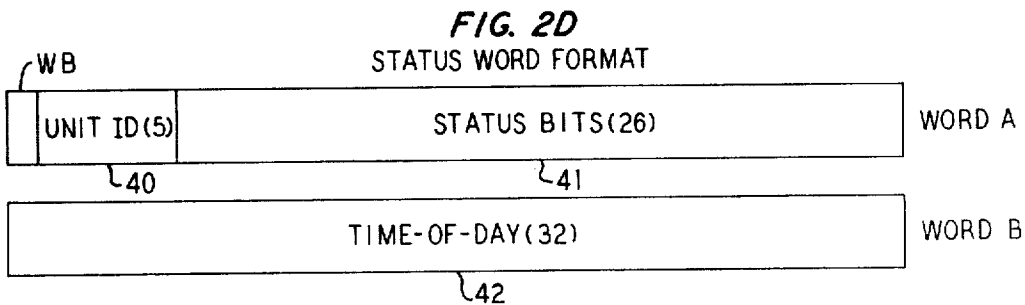 FIG. 2D
STATUS WORD FORMAT
WB
UNIT ID(5) STATUS BITS(26) WORD A
40 41
TIME-OF-DAY(32) WORD B
42